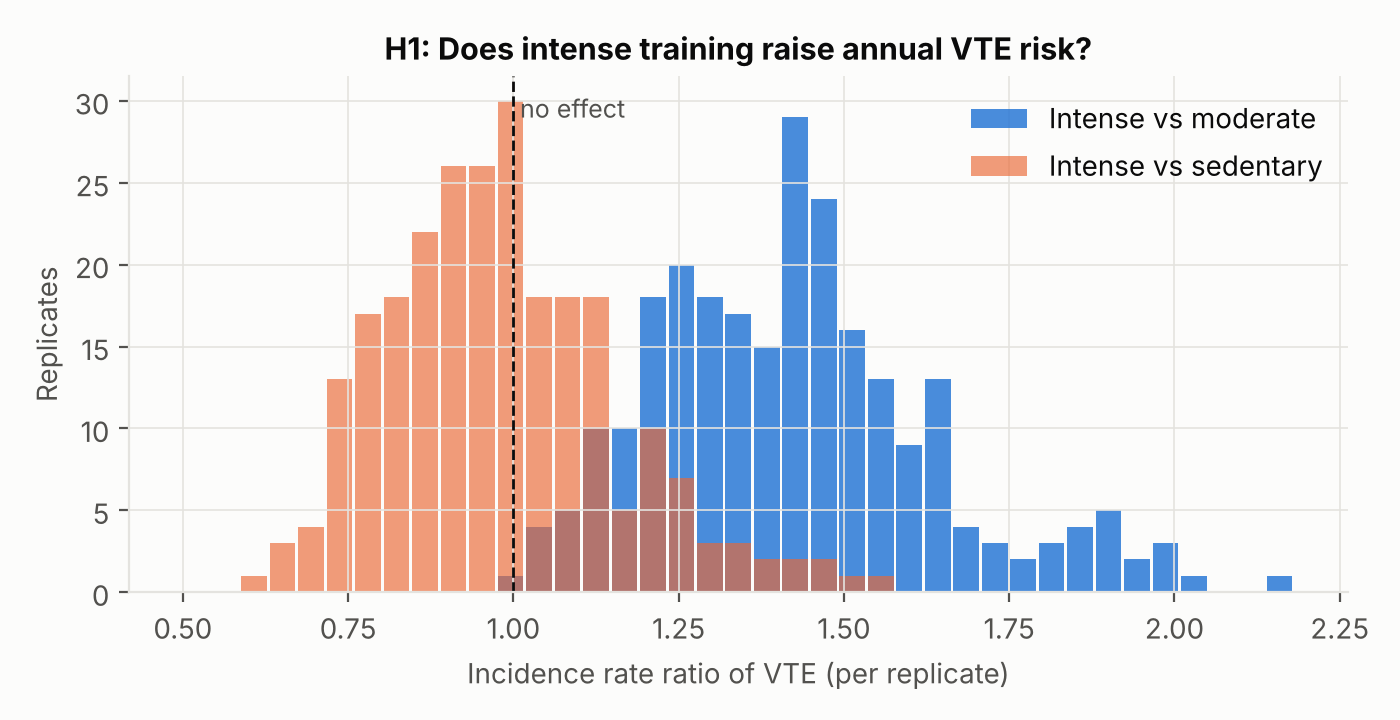 H1: Does intense training raise annual VTE risk?
no effect
Intense vs moderate
Intense vs sedentary
Replicates
30
25
20
15
10
5
0
0.50 0.75 1.00 1.25 1.50 1.75 2.00 2.25
Incidence rate ratio of VTE (per replicate)